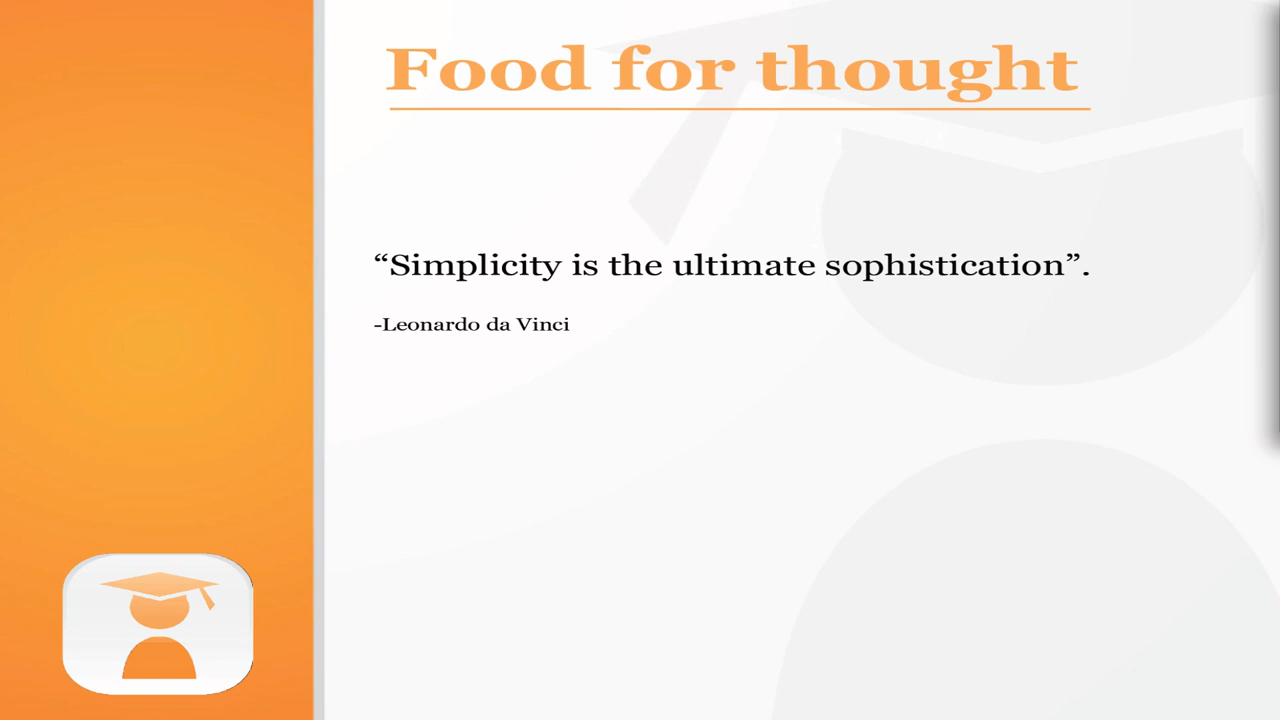 Food for thought
“Simplicity is the ultimate sophistication”.
-Leonardo da Vinci